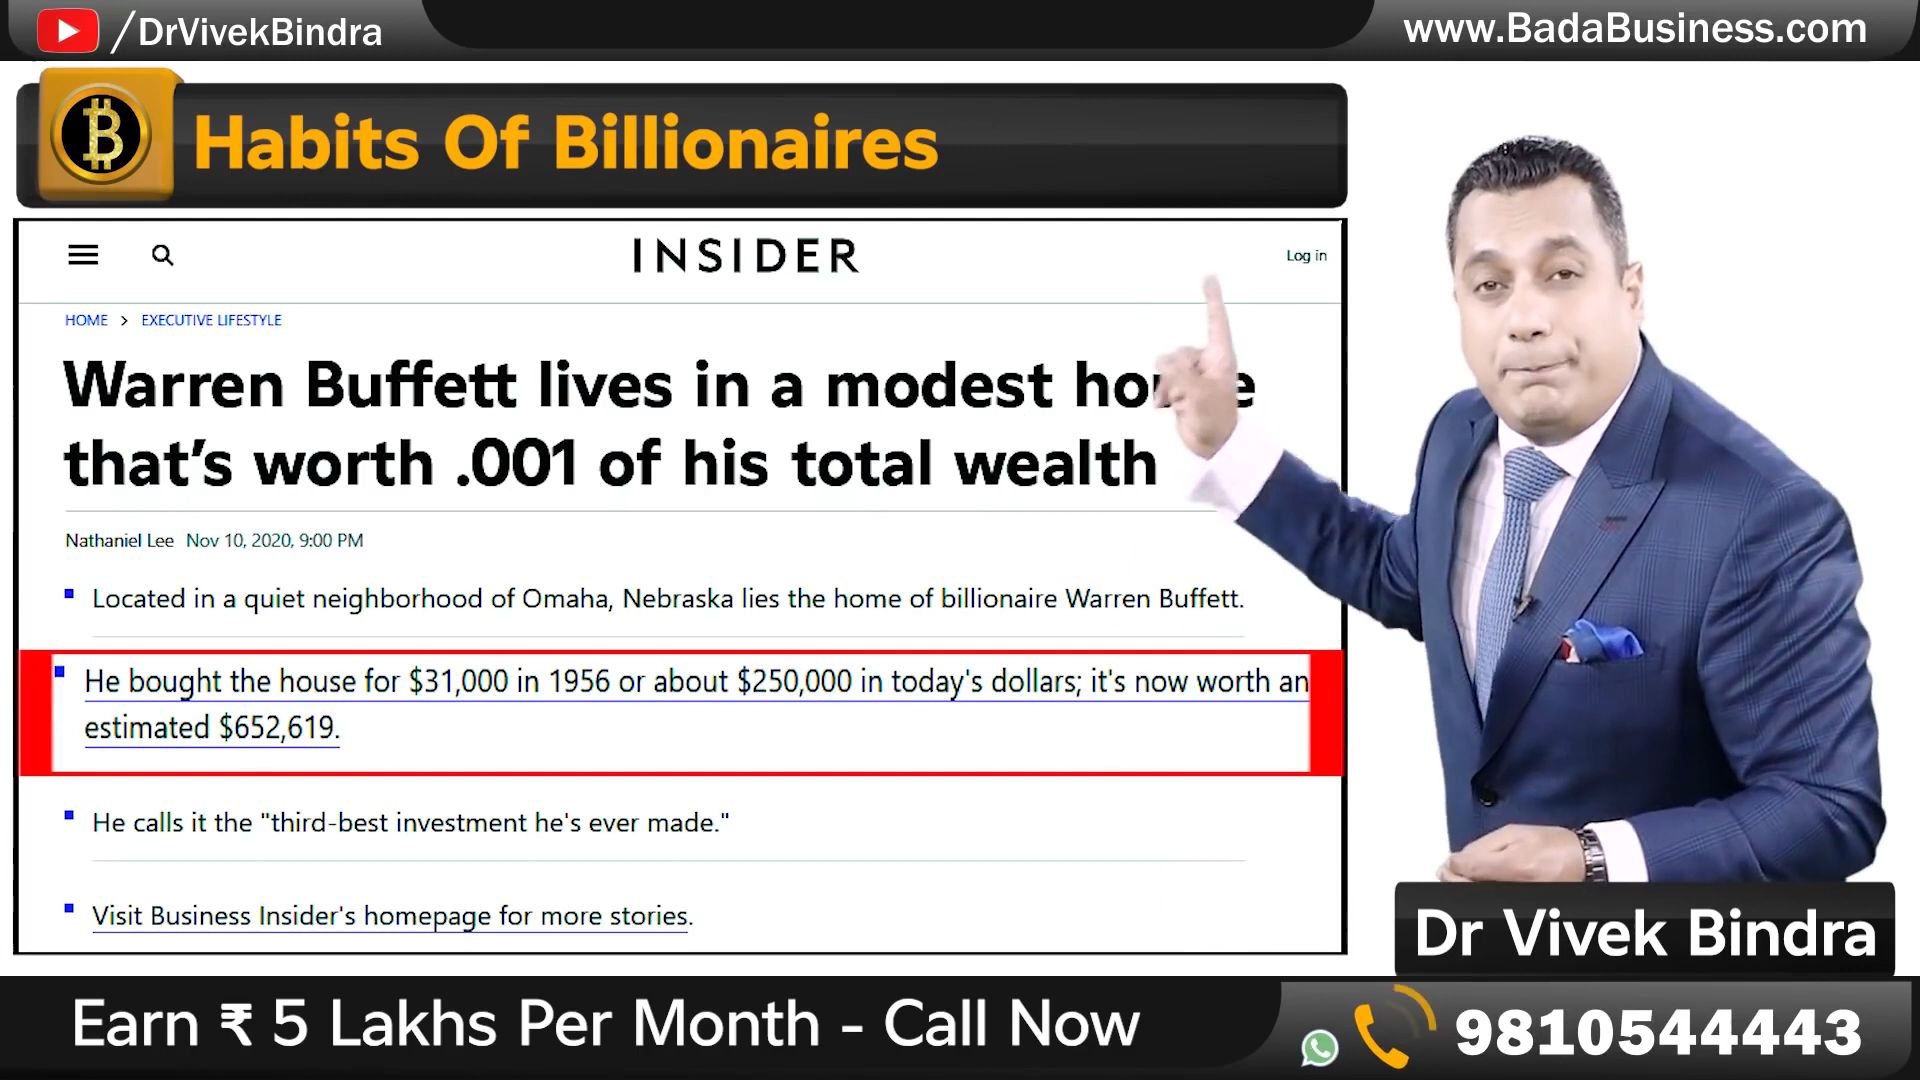 /DrVivekBindra
www.BadaBusiness.com
Habits Of Billionaires
INSIDER
Log in
HOME > EXECUTIVE LIFESTYLE
Warren Buffett lives in a modest
that's worth .001 of his total wealth
Nathaniel Lee Nov 10, 2020, 9:00 PM
Located in a quiet neighborhood of Omaha, Nebraska lies the home of billionaire Warren Buffett.
He bought the house for $31,000 in 1956 or about $250,000 in today's dollars; it's now worth an
estimated $652,619.
He calls it the "third-best investment he's ever made."
Visit Business Insider's homepage for more stories.
Dr Vivek Bindra
Earn ₹ 5 Lakhs Per Month - Call Now
9810544443